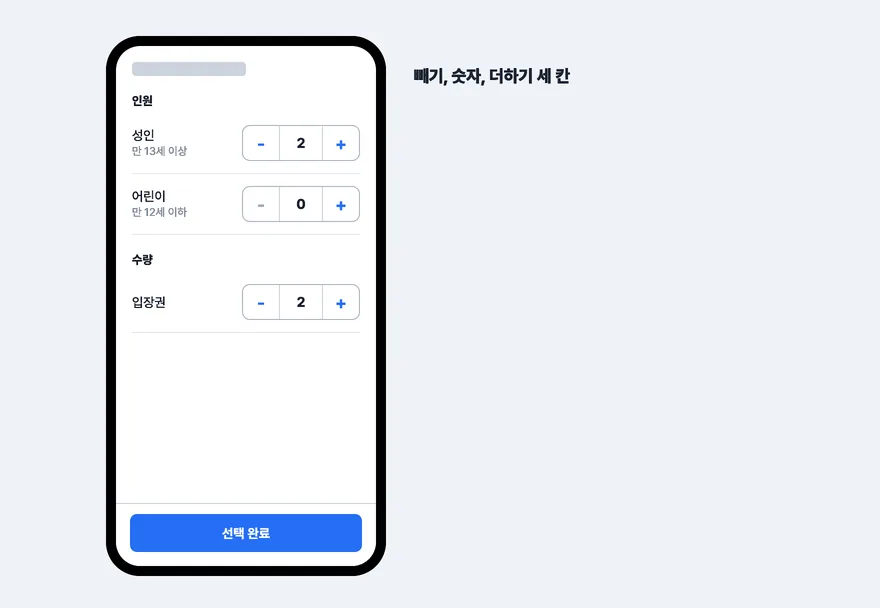 빼기, 숫자, 더하기 세 칸
인원
성인
만 13세 이상
- 2 +
어린이
만 12세 이하
- 0 +
수량
입장권
- 2 +
선택 완료